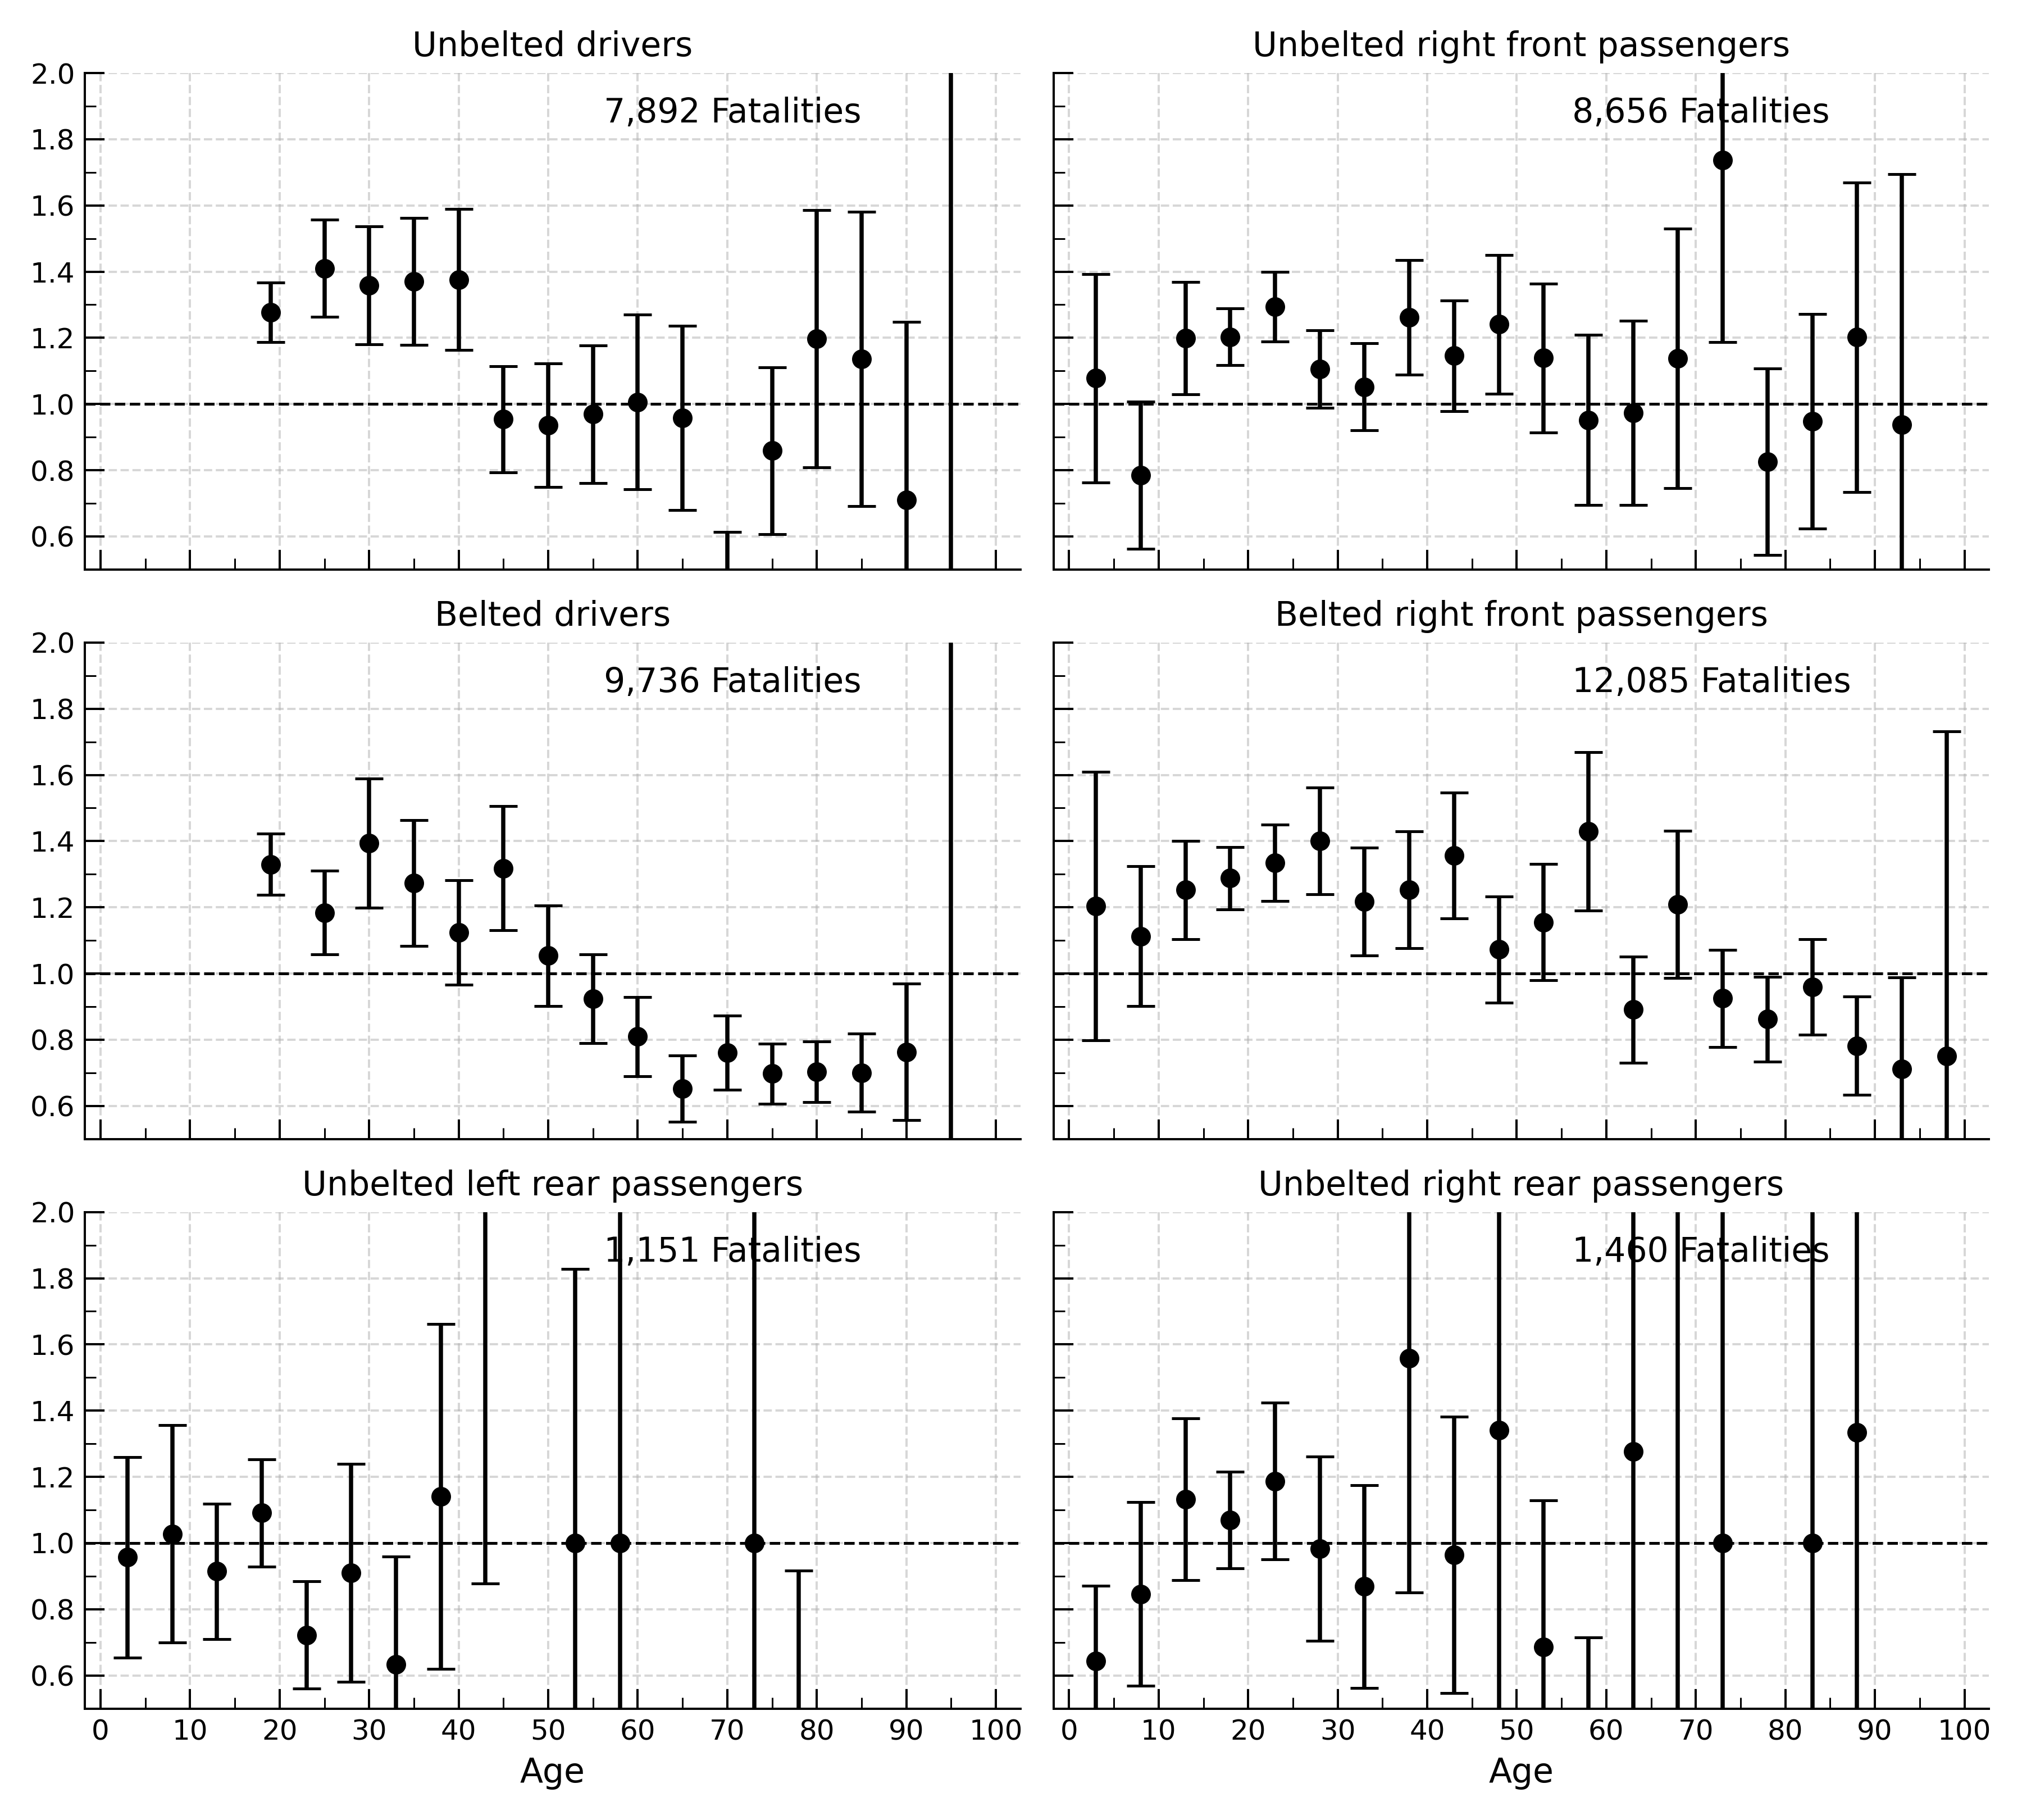 Unbelted drivers
Unbelted right front passengers
2.0
1.8
1.6
1.4
1.2
1.0
0.8
0.6
7,892 Fatalities
8,656 Fatalities
Belted drivers
Belted right front passengers
2.0
1.8
1.6
1.4
1.2
1.0
0.8
0.6
9,736 Fatalities
12,085 Fatalities
Unbelted left rear passengers
Unbelted right rear passengers
2.0
1.8
1.6
1.4
1.2
1.0
0.8
0.6
1,151 Fatalities
1,460 Fatalities
0 10 20 30 40 50 60 70 80 90 100
0 10 20 30 40 50 60 70 80 90 100
Age
Age